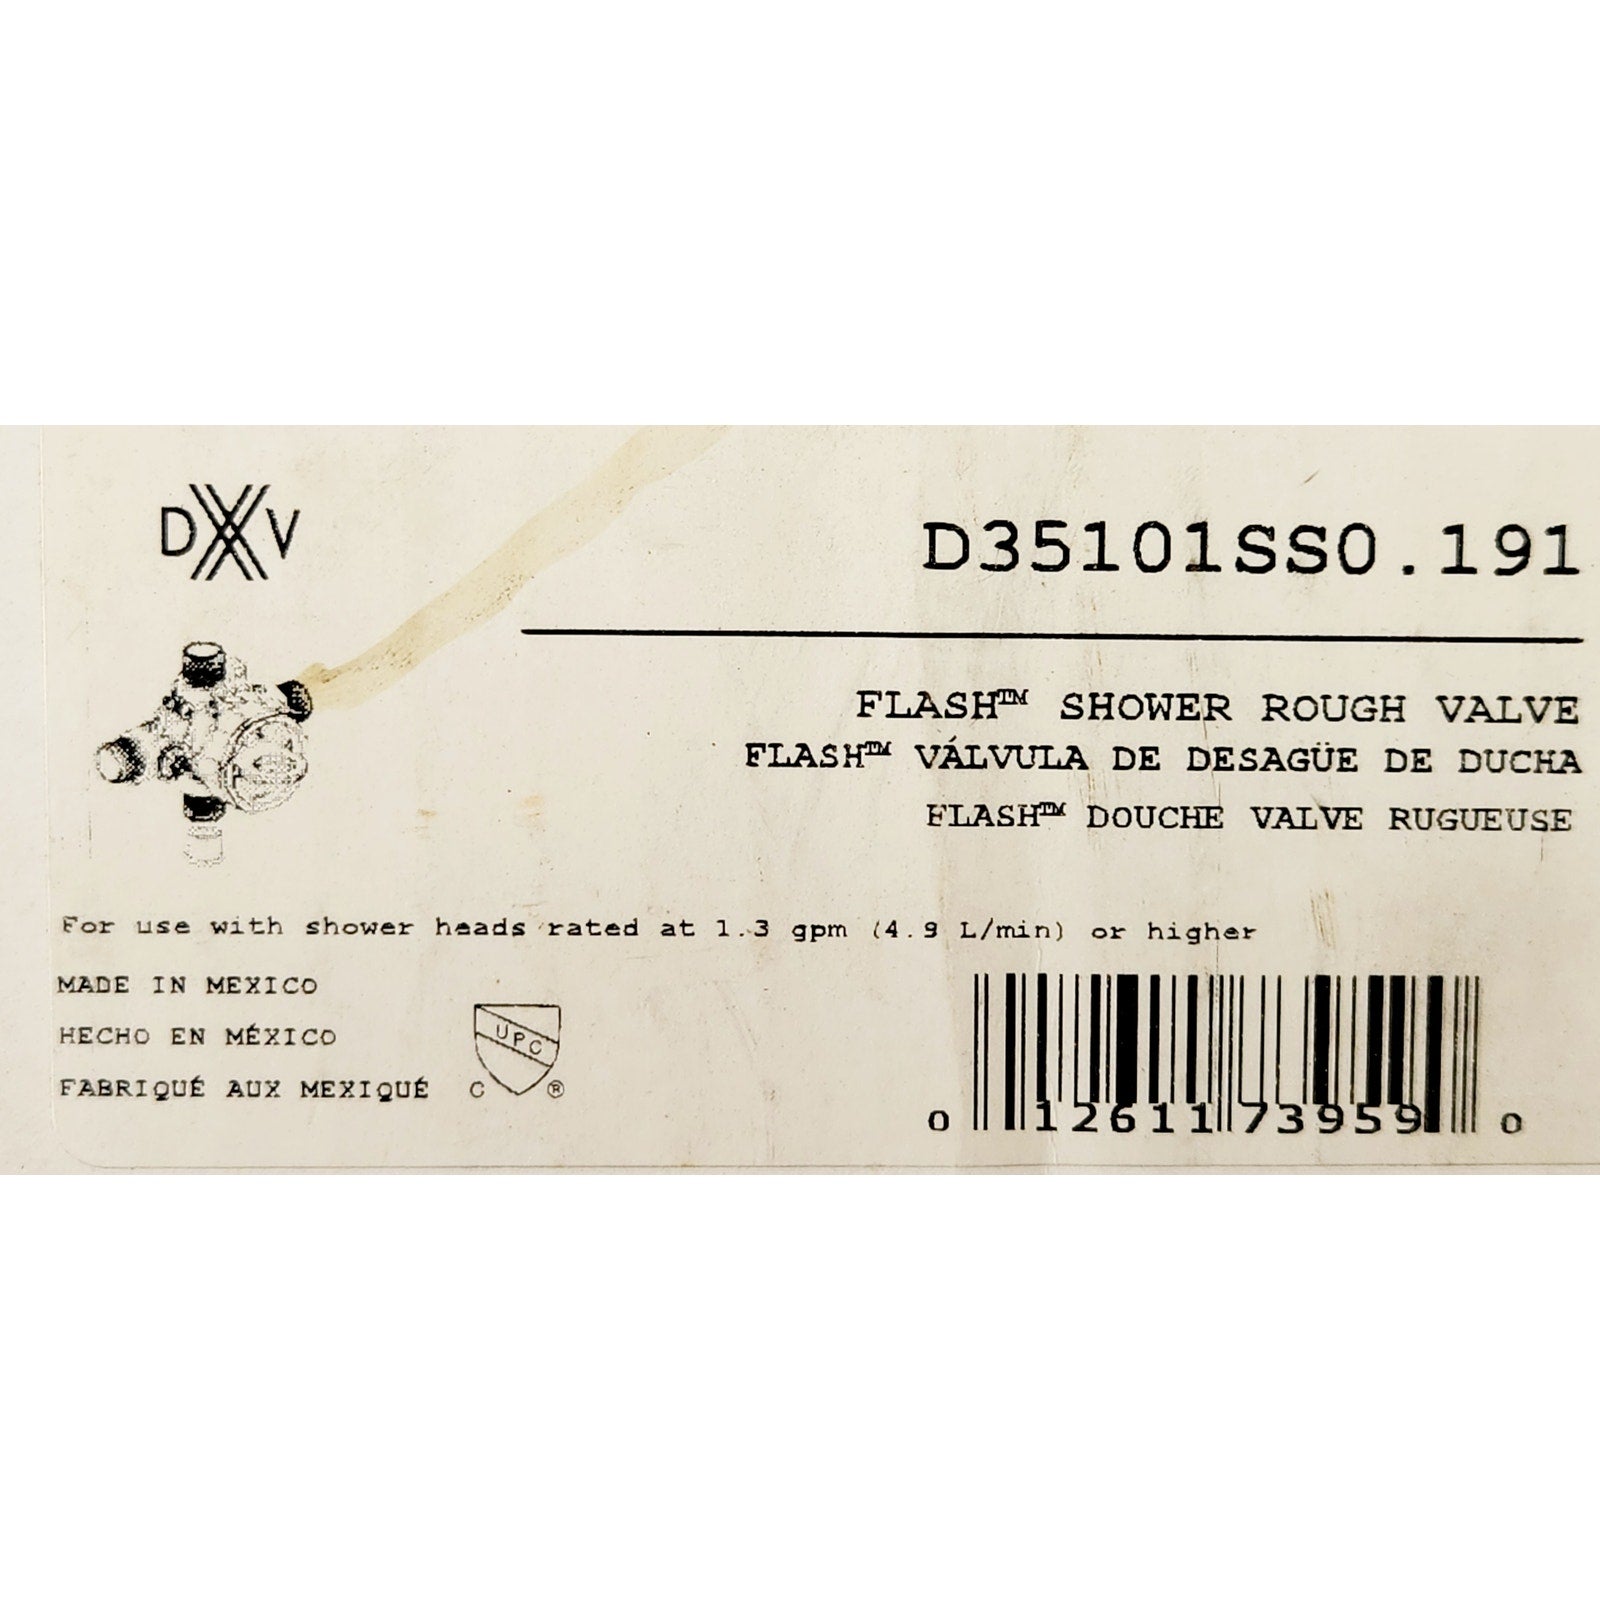 DXV
D35101SS0.191
FLASH™ SHOWER ROUGH VALVE
FLASH™ VÁLVULA DE DESAGÜE DE DUCHA
FLASH™ DOUCHE VALVE RUGUEUSE
For use with shower heads rated at 1.3 gpm (4.9 L/min) or higher
MADE IN MEXICO
HECHO EN MÉXICO
FABRIQUÉ AUX MEXIQUÉ
UPC
C ®
0 12611 73959 0